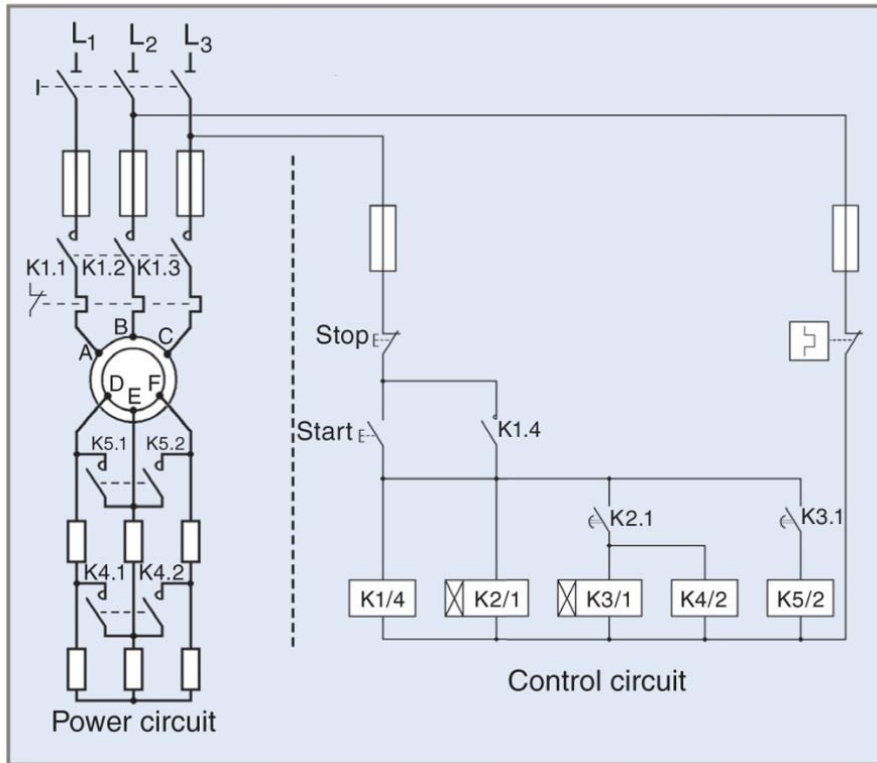 L1 L2 L3
K1.1 K1.2 K1.3
A B C
D E F
K5.1 K5.2
K4.1 K4.2
Power circuit
Stop
Start
K1.4
K2.1
K3.1
K1/4
K2/1
K3/1
K4/2
K5/2
Control circuit